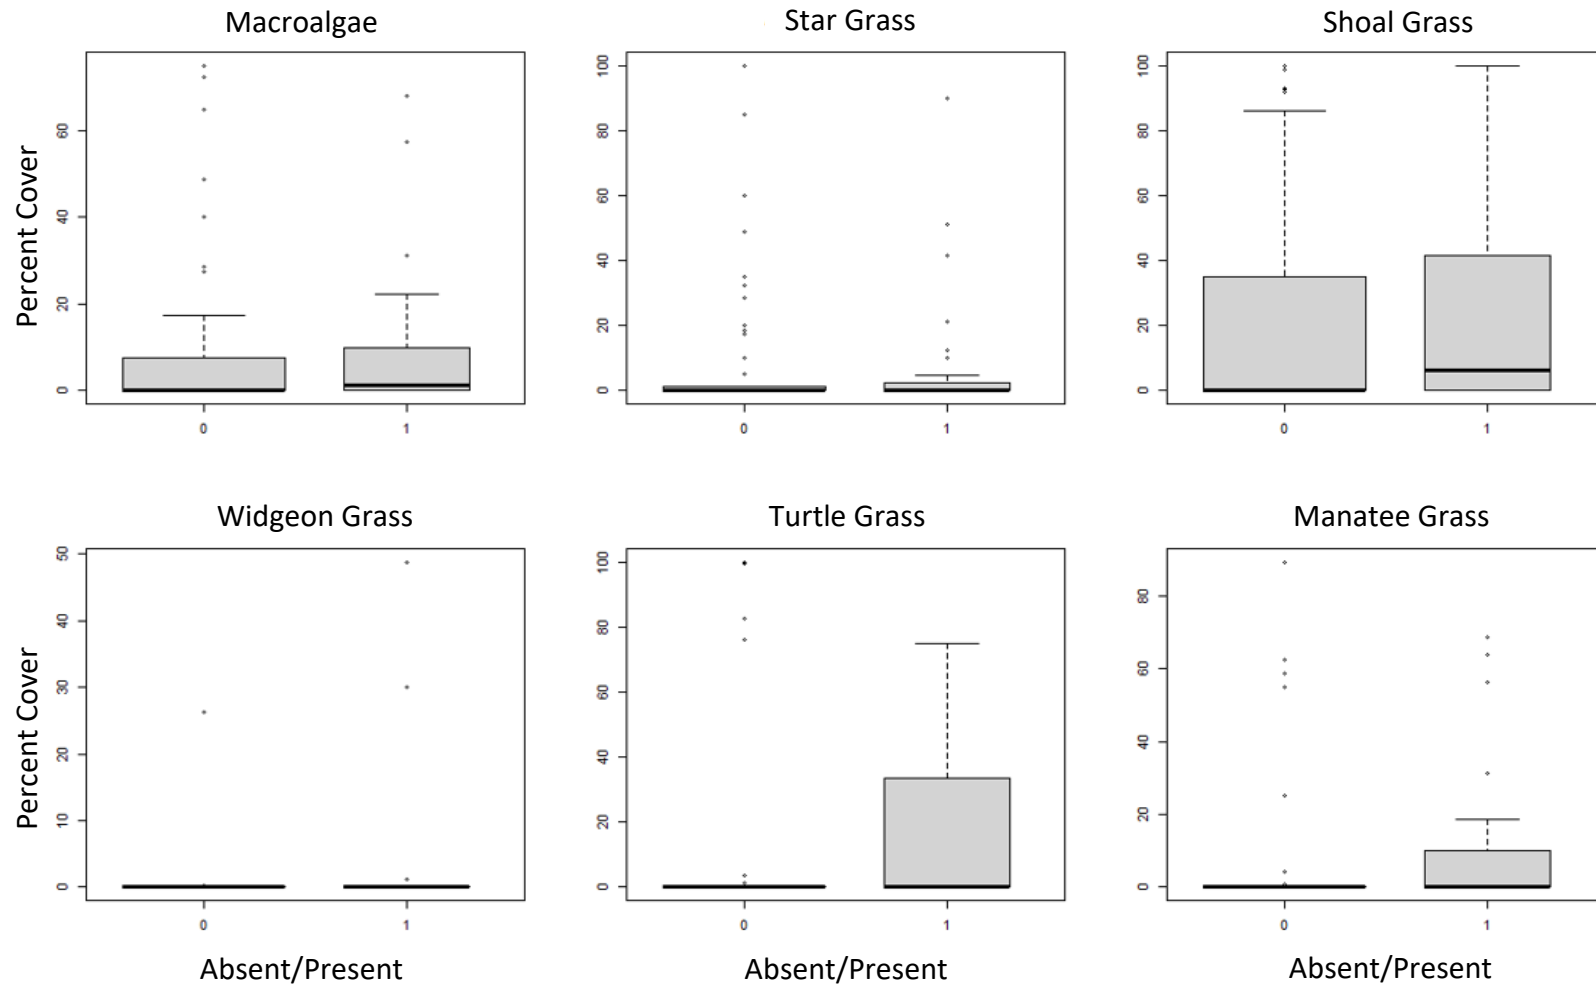 Macroalgae
Star Grass
Shoal Grass
Percent Cover
0 20 40 60
0 1
0 20 40 60 80 100
0 1
0 20 40 60 80 100
0 1
Widgeon Grass
Turtle Grass
Manatee Grass
Percent Cover
0 10 20 30 40 50
0 1
0 20 40 60 80 100
0 1
0 20 40 60 80
0 1
Absent/Present
Absent/Present
Absent/Present